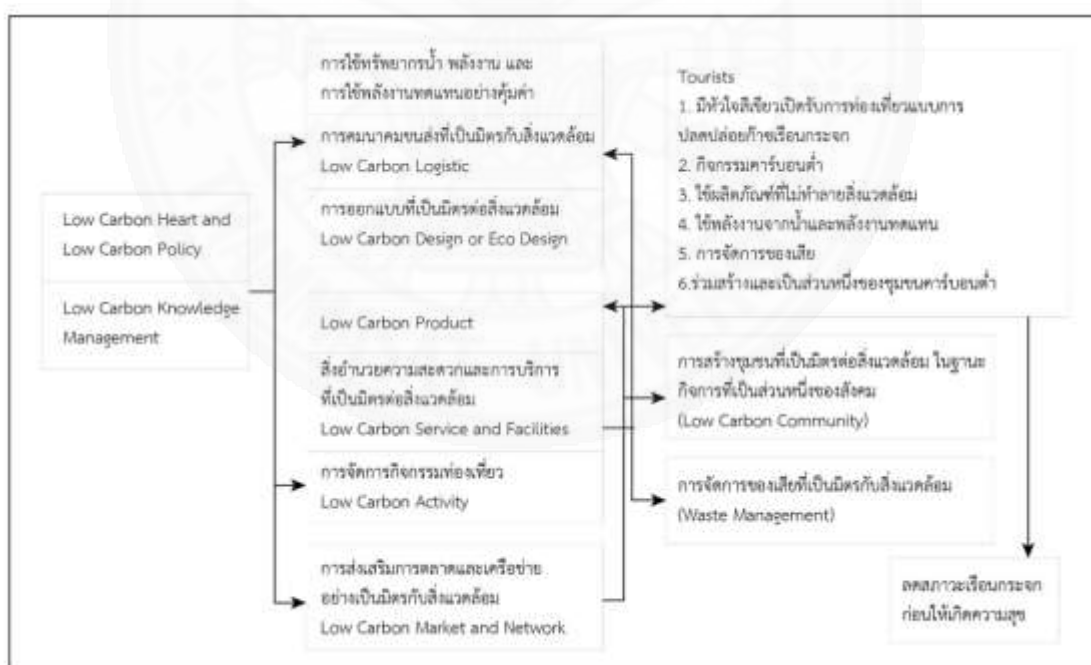 การใช้ทรัพยากรน้ำ พลังงาน และ
การใช้พลังงานทดแทนอย่างคุ้มค่า
การคมนาคมขนส่งที่เป็นมิตรกับสิ่งแวดล้อม
Low Carbon Logistic
การออกแบบที่เป็นมิตรต่อสิ่งแวดล้อม
Low Carbon Design or Eco Design
Low Carbon Heart and
Low Carbon Policy
Low Carbon Knowledge
Management
Low Carbon Product
สิ่งอำนวยความสะดวกและการบริการ
ที่เป็นมิตรต่อสิ่งแวดล้อม
Low Carbon Service and Facilities
การจัดการกิจกรรมท่องเที่ยว
Low Carbon Activity
การส่งเสริมการตลาดและเครือข่าย
อย่างเป็นมิตรกับสิ่งแวดล้อม
Low Carbon Market and Network
Tourists
1. มีหัวใจสีเขียวเปิดรับการท่องเที่ยวแบบการ
ปลดปล่อยก๊าซเรือนกระจก
2. กิจกรรมคาร์บอนต่ำ
3. ใช้ผลิตภัณฑ์ที่ไม่ทำลายสิ่งแวดล้อม
4. ใช้พลังงานจากน้ำและพลังงานทดแทน
5. การจัดการของเสีย
6.ร่วมสร้างและเป็นส่วนหนึ่งของชุมชนคาร์บอนต่ำ
การสร้างชุมชนที่เป็นมิตรต่อสิ่งแวดล้อม ในฐานะ
กิจการที่เป็นส่วนหนึ่งของสังคม
(Low Carbon Community)
การจัดการของเสียที่เป็นมิตรกับสิ่งแวดล้อม
(Waste Management)
ลดสภาวะเรือนกระจก
ก่อนให้เกิดความสุข